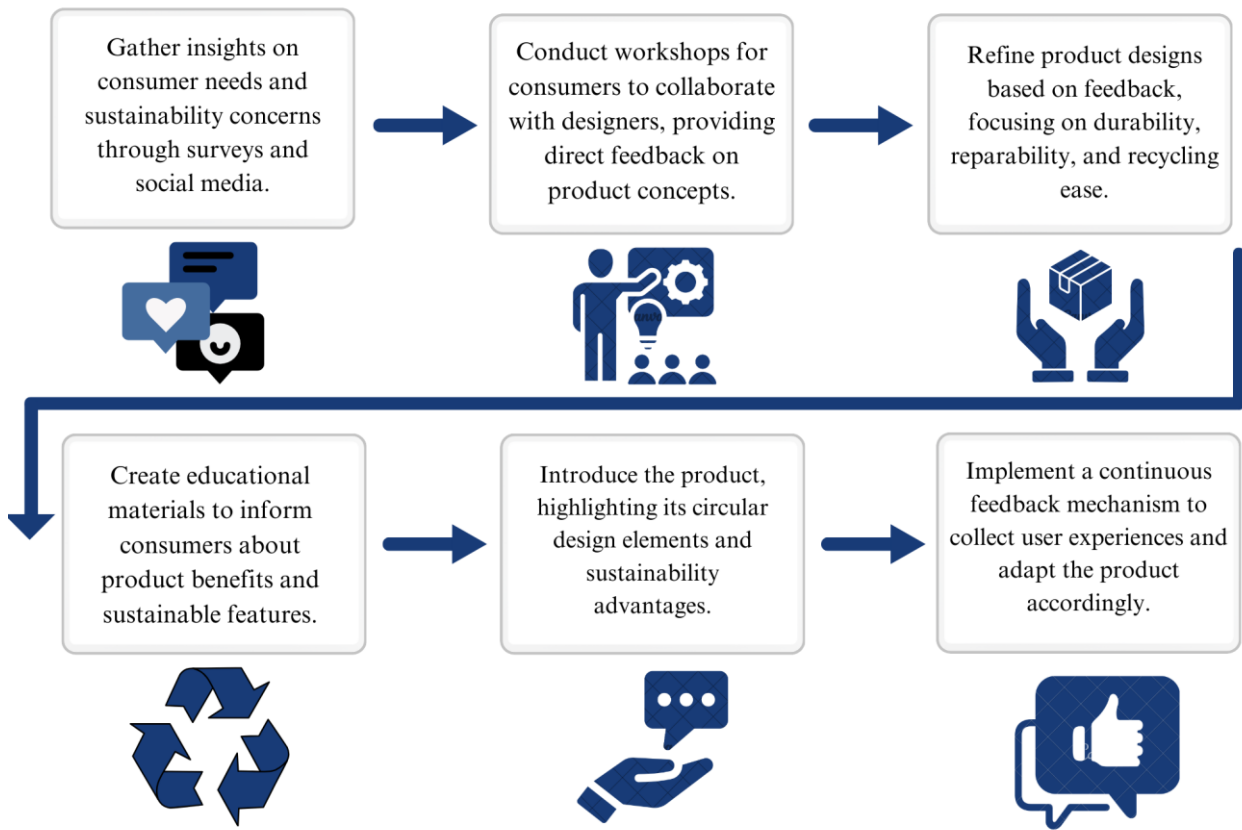 Gather insights on
consumer needs and
sustainability concerns
through surveys and
social media.
Conduct workshops for
consumers to collaborate
with designers, providing
direct feedback on
product concepts.
Refine product designs
based on feedback,
focusing on durability,
reparability, and recycling
ease.
Create educational
materials to inform
consumers about
product benefits and
sustainable features.
Introduce the product,
highlighting its circular
design elements and
sustainability
advantages.
Implement a continuous
feedback mechanism to
collect user experiences and
adapt the product
accordingly.